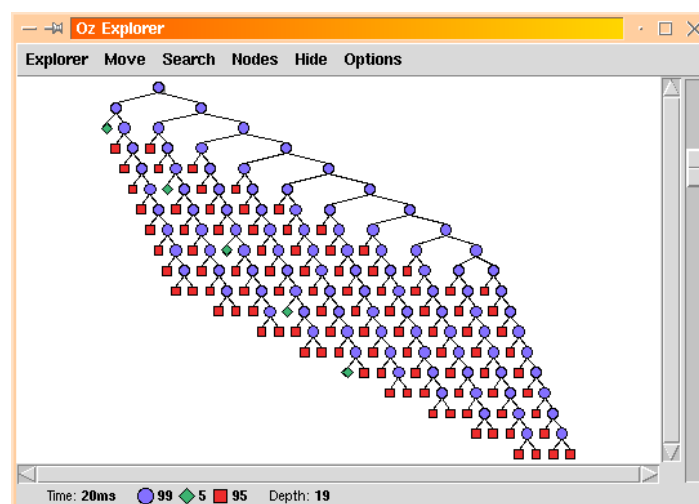 Oz Explorer
Explorer Move Search Nodes Hide Options
Time: 20ms 99 5 95 Depth: 19